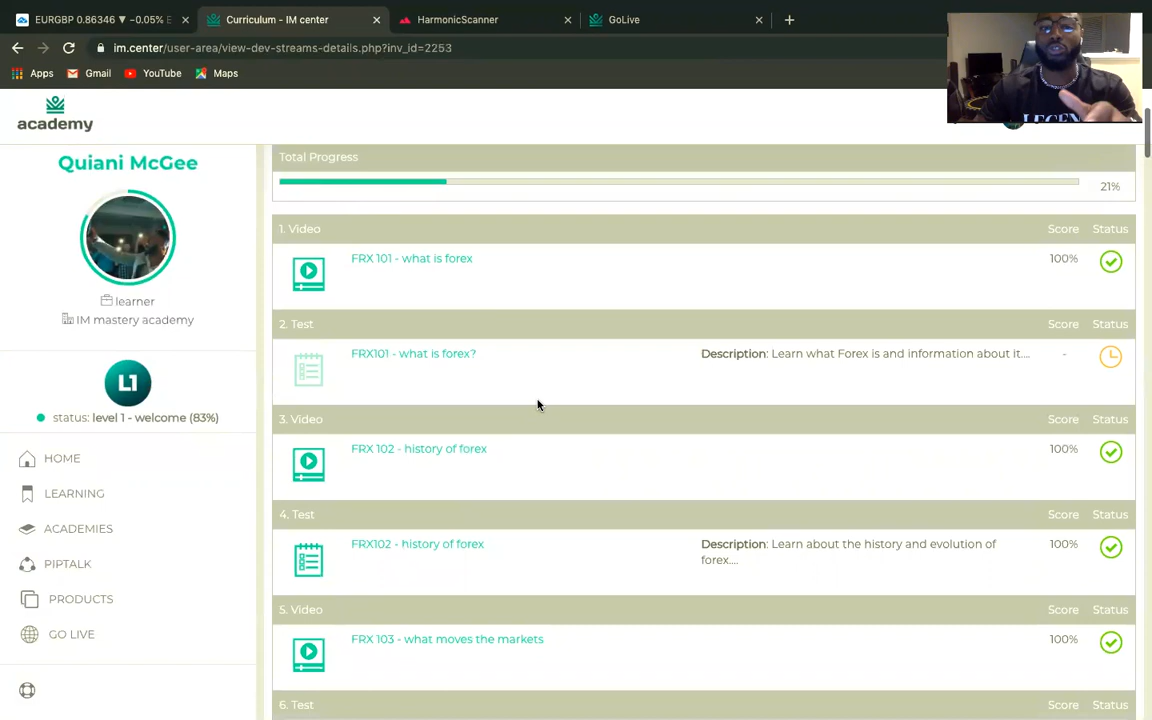 EURGBP 0.86346 ▼ −0.05% E
Curriculum - IM center
HarmonicScanner
GoLive
im.center/user-area/view-dev-streams-details.php?inv_id=2253
Apps
Gmail
YouTube
Maps
academy
LEGEN
Quiani McGee
learner
IM mastery academy
L1
status: level 1 - welcome (83%)
HOME
LEARNING
ACADEMIES
PIPTALK
PRODUCTS
GO LIVE
Total Progress
21%
1. Video Score Status
FRX 101 - what is forex 100%
2. Test Score Status
FRX101 - what is forex? Description: Learn what Forex is and information about it.... -
3. Video Score Status
FRX 102 - history of forex 100%
4. Test Score Status
FRX102 - history of forex Description: Learn about the history and evolution of 100%
forex....
5. Video Score Status
FRX 103 - what moves the markets 100%
6. Test Score Status